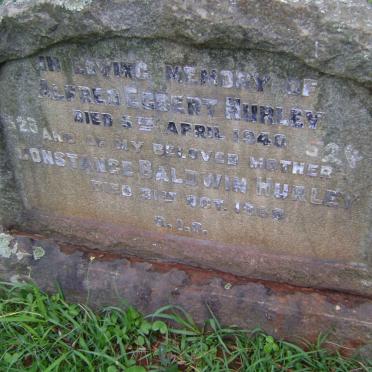 IN LOVING MEMORY OF
ALFRED EGBERT HURLEY
DIED 5TH APRIL 1940
AND OF MY BELOVED MOTHER
CONSTANCE BALDWIN HURLEY
DIED 31ST OCT.
R.I.P.